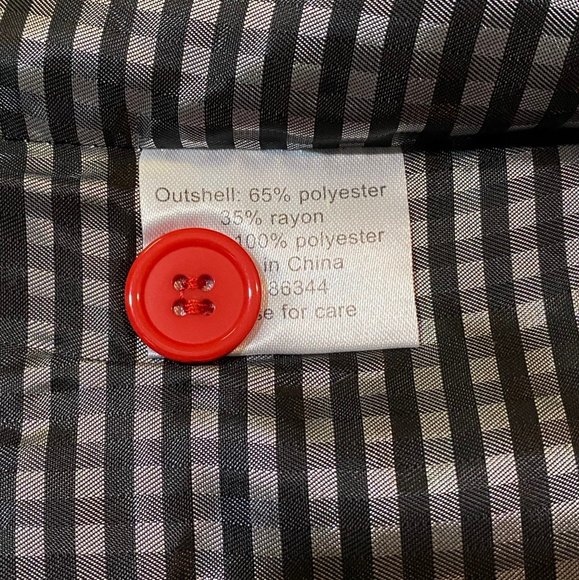 Outshell: 65% polyester
35% rayon
100% polyester
in China
86344
for care